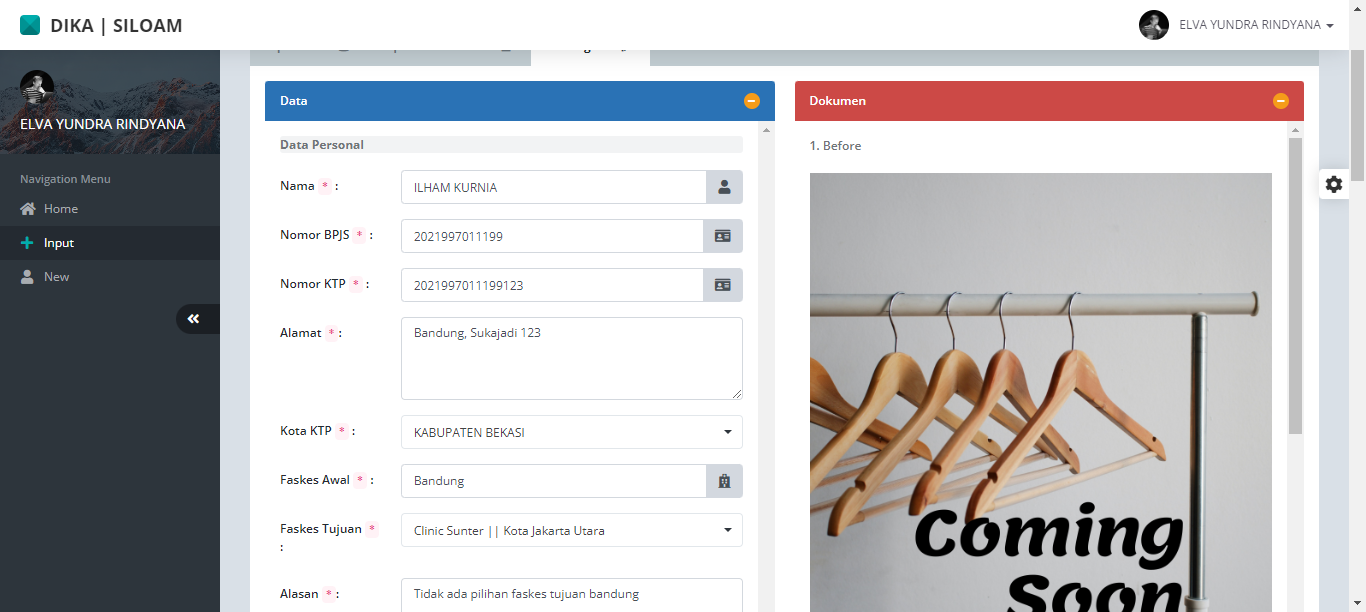 DIKA | SILOAM
ELVA YUNDRA RINDYANA
ELVA YUNDRA RINDYANA
Navigation Menu
Home
Input
New
Data
Data Personal
Nama * :
ILHAM KURNIA
Nomor BPJS * :
2021997011199
Nomor KTP * :
2021997011199123
Alamat * :
Bandung, Sukajadi 123
Kota KTP * :
KABUPATEN BEKASI
Faskes Awal * :
Bandung
Faskes Tujuan *
:
Clinic Sunter || Kota Jakarta Utara
Alasan * :
Tidak ada pilihan faskes tujuan bandung
Dokumen
1. Before
Coming
Soon